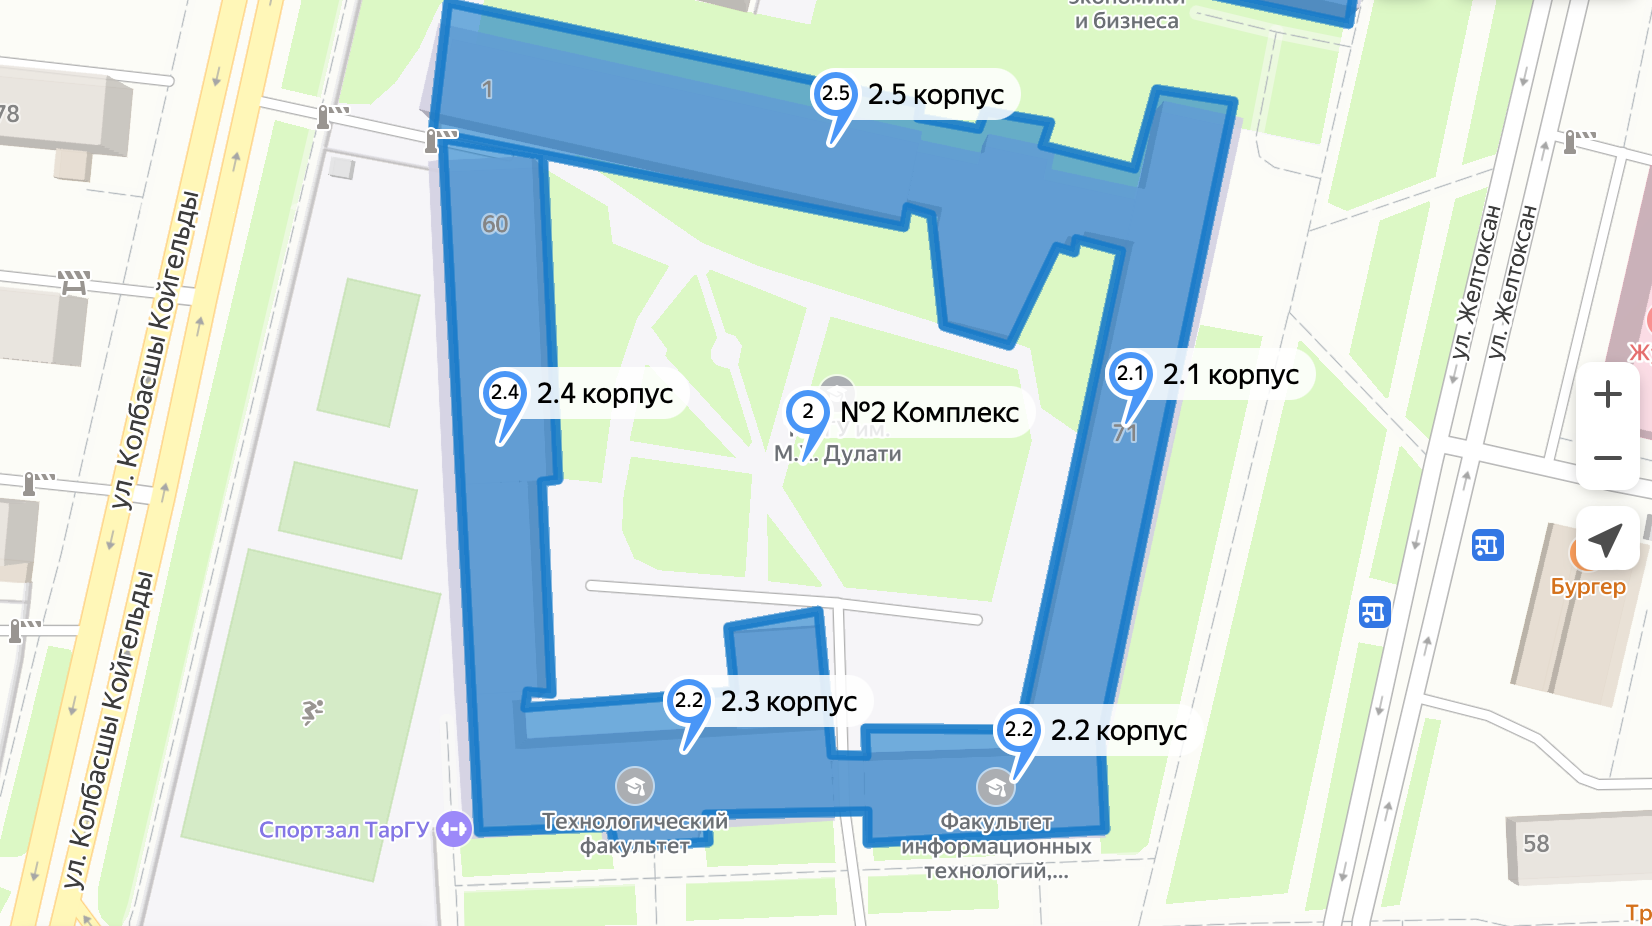 и бизнеса
1
2.5
2.5 корпус
78
60
ул. Колбасшы Койгельды
ул. Желтоксан
ул. Желтоксан
2.4
2.4 корпус
2
№2 Комплекс
им.
Дулати
2.1
2.1 корпус
71
Бургер
ул. Колбасшы Койгельды
2.2
2.3 корпус
2.2
2.2 корпус
Спортзал ТарГУ
Технологический
факультет
Факультет
информационных
технологий,...
58